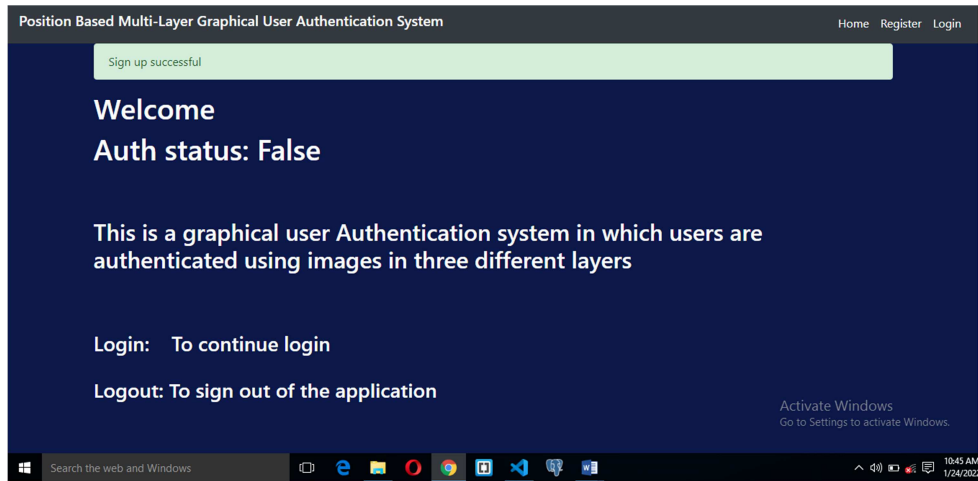 Position Based Multi-Layer Graphical User Authentication System
Home Register Login
Sign up successful
Welcome
Auth status: False
This is a graphical user Authentication system in which users are
authenticated using images in three different layers
Login: To continue login
Logout: To sign out of the application
Activate Windows
Go to Settings to activate Windows.
Search the web and Windows
10:45 AM